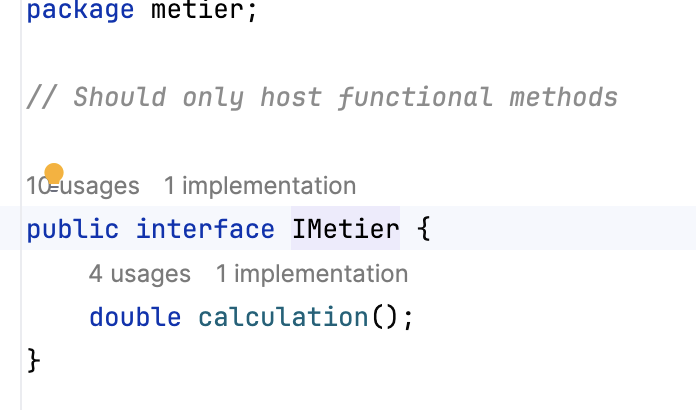 package metier;
// Should only host functional methods
10 usages 1 implementation
public interface IMetier {
4 usages 1 implementation
double calculation();
}